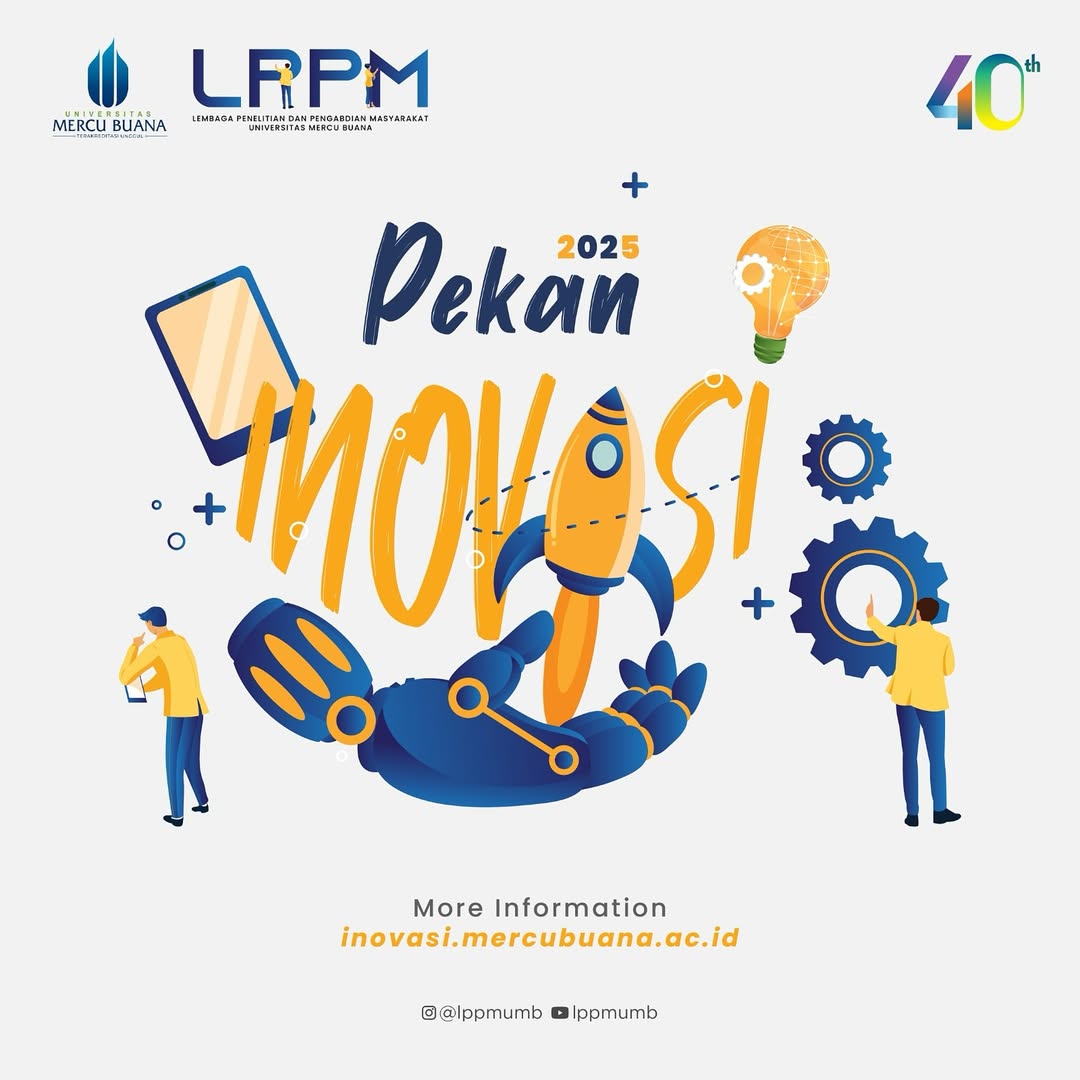 UNIVERSITAS
MERCU BUANA
TERAKREDITASI UNGGUL
LPPM
LEMBAGA PENELITIAN DAN PENGABDIAN MASYARAKAT
UNIVERSITAS MERCU BUANA
40th
2025
Pekan
INOVASI
More Information
inovasi.mercubuana.ac.id
@lppmumb lppmumb